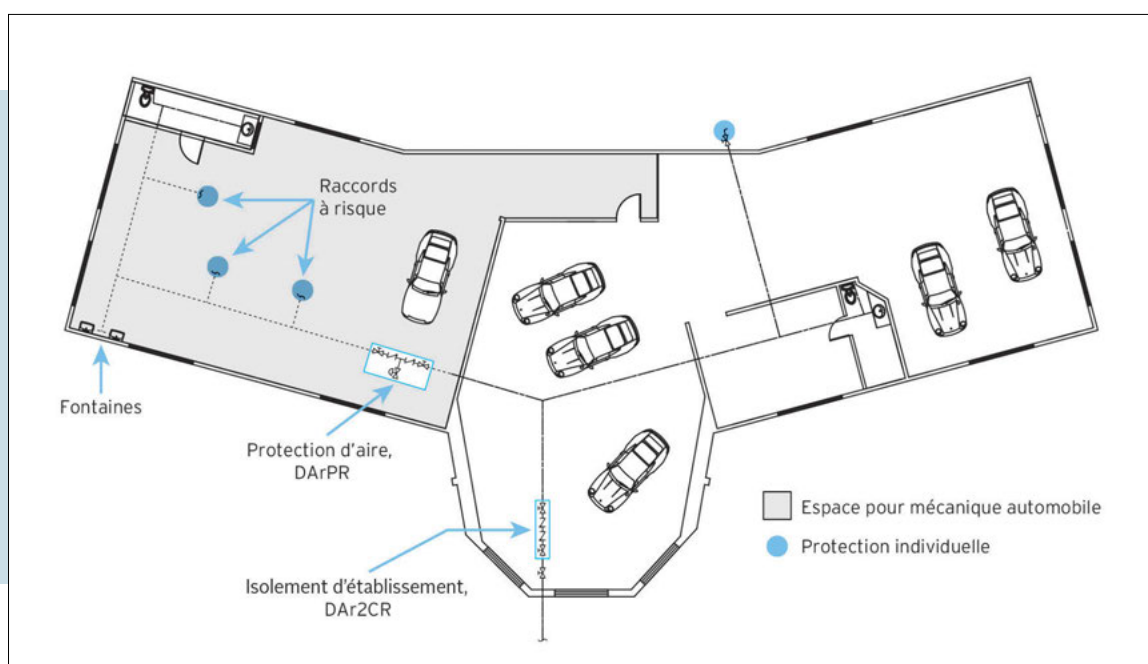 Raccords
à risque
Fontaines
Protection d'aire,
DArPR
Isolement d'établissement,
DAr2CR
Espace pour mécanique automobile
Protection individuelle